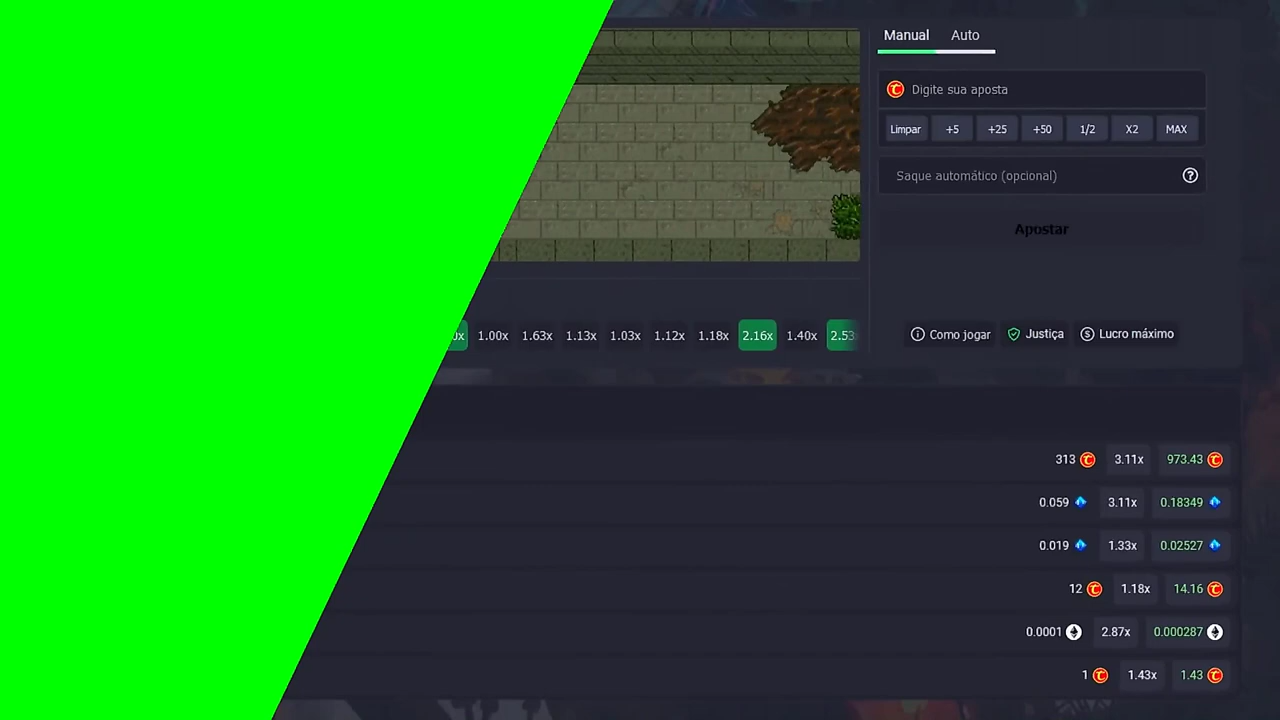 Manual Auto
Digite sua aposta
Limpar +5 +25 +50 1/2 X2 MAX
Saque automático (opcional)
Apostar
1.00x 1.63x 1.13x 1.03x 1.12x 1.18x 2.16x 1.40x 2.53x
Como jogar Justiça Lucro máximo
313 3.11x 973.43
0.059 3.11x 0.18349
0.019 1.33x 0.02527
12 1.18x 14.16
0.0001 2.87x 0.000287
1 1.43x 1.43